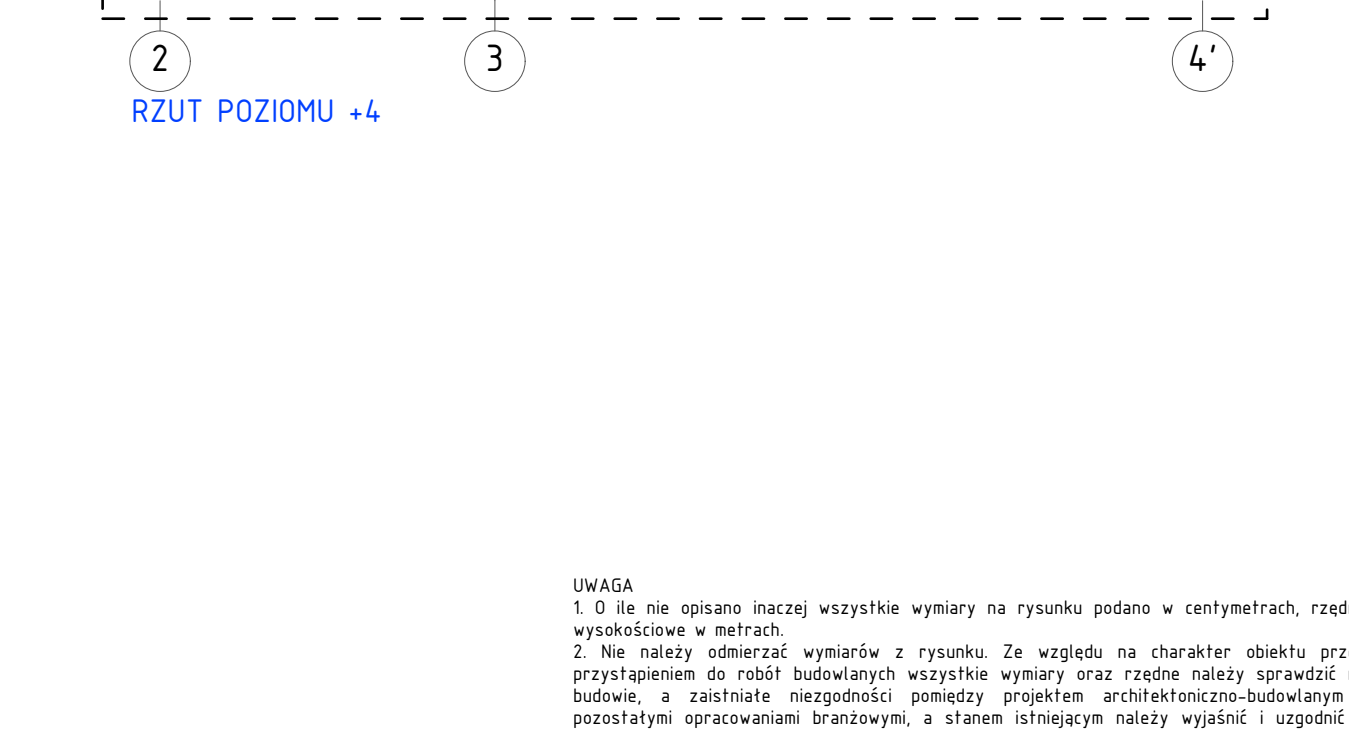 2 3 4'
RZUT POZIOMU +4
UWAGA
1. O ile nie opisano inaczej wszystkie wymiary na rysunku podano w centymetrach,
wysokościowe w metrach.
2. Nie należy odmierzać wymiarów z rysunku. Ze względu na charakter obiektu
przystąpieniem do robót budowlanych wszystkie wymiary oraz rzędne należy sprawdzić
budowie, a zaistniałe niezgodności pomiędzy projektem architektoniczno-budowlanym
pozostałymi opracowaniami branżowymi, a stanem istniejącym należy wyjaśnić i uzgodnić